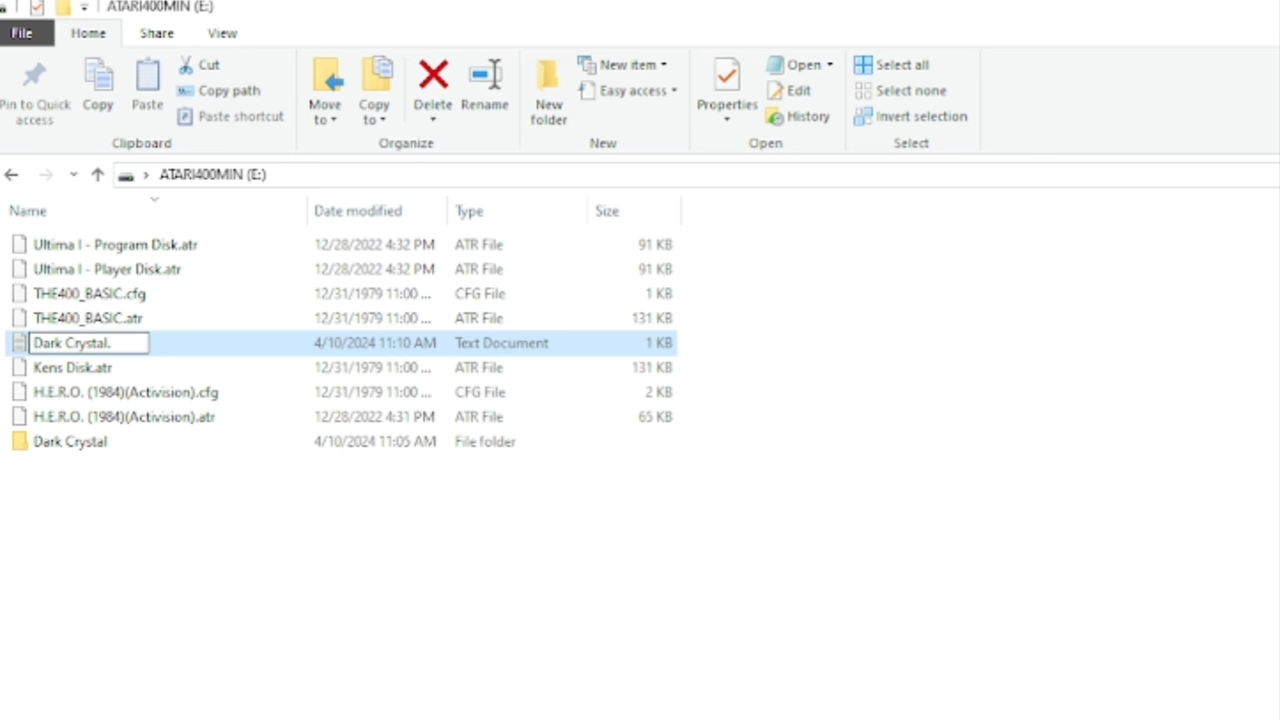 ATARI400MIN (E:)
File Home Share View
Pin to Quick access
Copy
Paste
Cut
Copy path
Paste shortcut
Move to
Copy to
Delete
Rename
New folder
New item
Easy access
Properties
Open
Edit
History
Select all
Select none
Invert selection
Clipboard Organize New Open Select
ATARI400MIN (E:)
Name Date modified Type Size
Ultima I - Program Disk.atr 12/28/2022 4:32 PM ATR File 91 KB
Ultima I - Player Disk.atr 12/28/2022 4:32 PM ATR File 91 KB
THE400_BASIC.cfg 12/31/1979 11:00 ... CFG File 1 KB
THE400_BASIC.atr 12/31/1979 11:00 ... ATR File 131 KB
Dark Crystal. 4/10/2024 11:10 AM Text Document 1 KB
Kens Disk.atr 12/31/1979 11:00 ... ATR File 131 KB
H.E.R.O. (1984)(Activision).cfg 12/31/1979 11:00 ... CFG File 2 KB
H.E.R.O. (1984)(Activision).atr 12/28/2022 4:31 PM ATR File 65 KB
Dark Crystal 4/10/2024 11:05 AM File folder